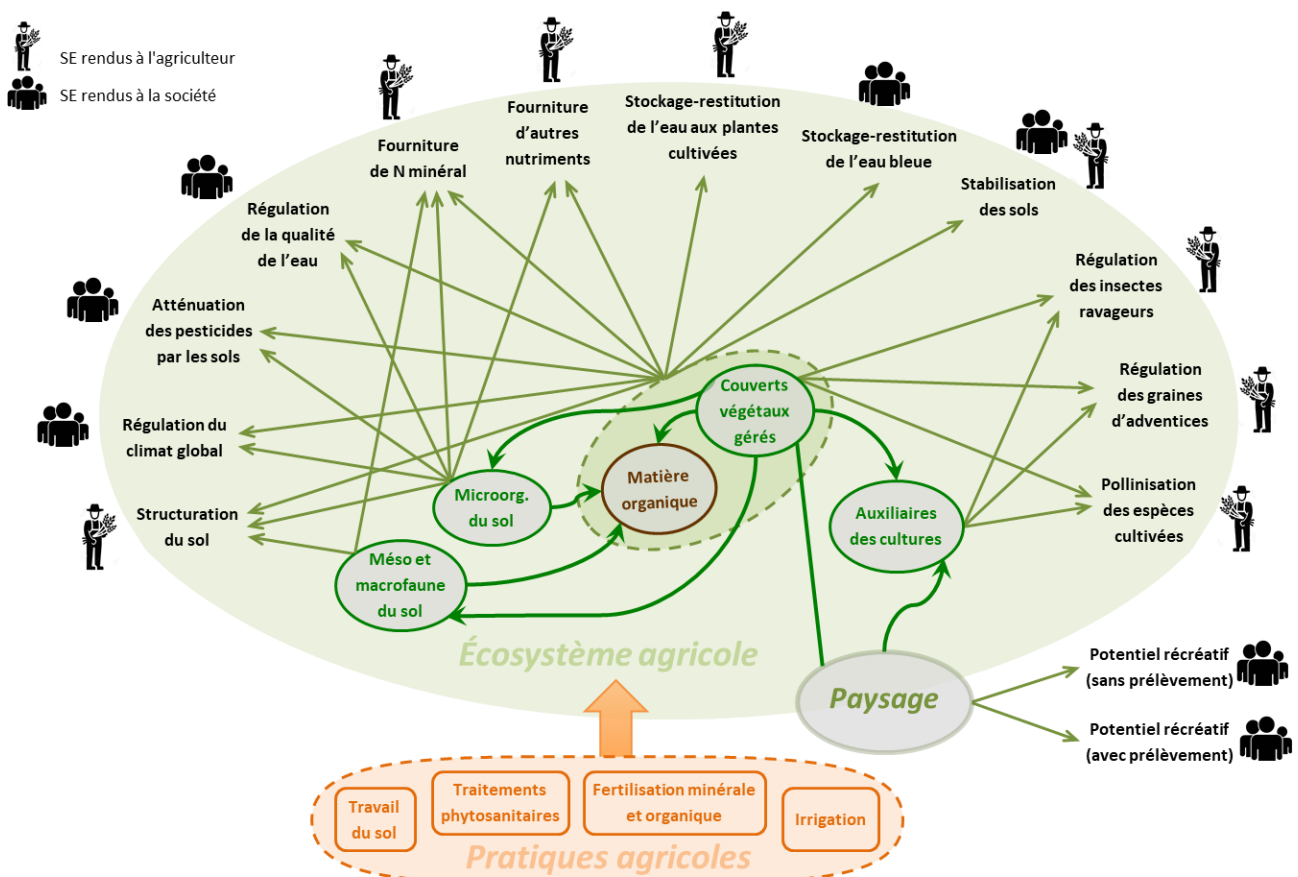 SE rendus à l'agriculteur
SE rendus à la société
Fourniture
de N minéral
Fourniture
d'autres
nutriments
Stockage-restitution
de l'eau aux plantes
cultivées
Stockage-restitution
de l'eau bleue
Stabilisation
des sols
Régulation
de la qualité
de l'eau
Régulation
des insectes
ravageurs
Atténuation
des pesticides
par les sols
Régulation
des graines
d'adventices
Régulation du
climat global
Couverts
végétaux
gérés
Matière
organique
Microorg.
du sol
Structuration
du sol
Auxiliaires
des cultures
Pollinisation
des espèces
cultivées
Méso et
macrofaune
du sol
Écosystème agricole
Paysage
Potentiel récréatif
(sans prélèvement)
Potentiel récréatif
(avec prélèvement)
Travail
du sol
Traitements
phytosanitaires
Fertilisation minérale
et organique
Irrigation
Pratiques agricoles